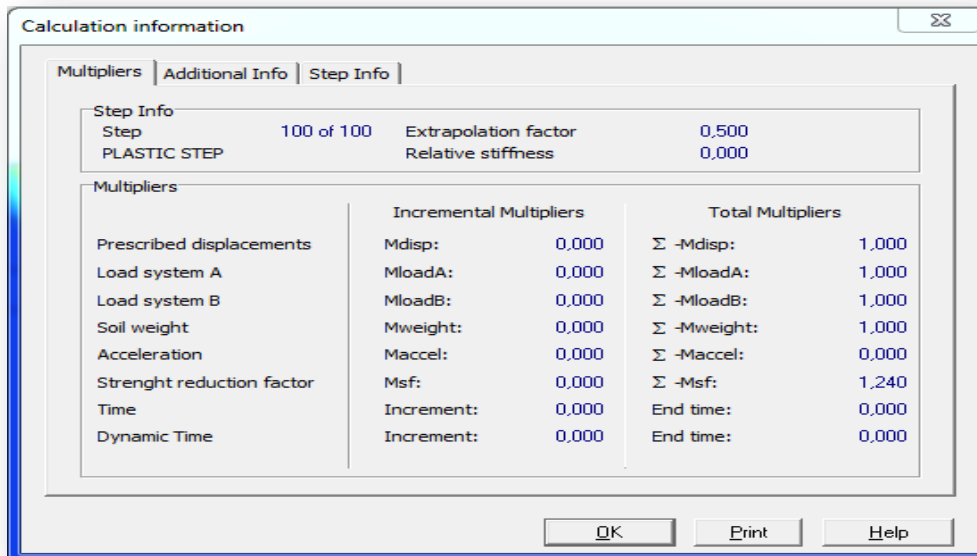 Calculation information
Multipliers Additional Info Step Info
Step Info
Step 100 of 100 Extrapolation factor 0,500
PLASTIC STEP Relative stiffness 0,000
Multipliers
Incremental Multipliers Total Multipliers
Prescribed displacements Mdisp: 0,000 Σ -Mdisp: 1,000
Load system A MloadA: 0,000 Σ -MloadA: 1,000
Load system B MloadB: 0,000 Σ -MloadB: 1,000
Soil weight Mweight: 0,000 Σ -Mweight: 1,000
Acceleration Maccel: 0,000 Σ -Maccel: 0,000
Strenght reduction factor Msf: 0,000 Σ -Msf: 1,240
Time Increment: 0,000 End time: 0,000
Dynamic Time Increment: 0,000 End time: 0,000
OK Print Help